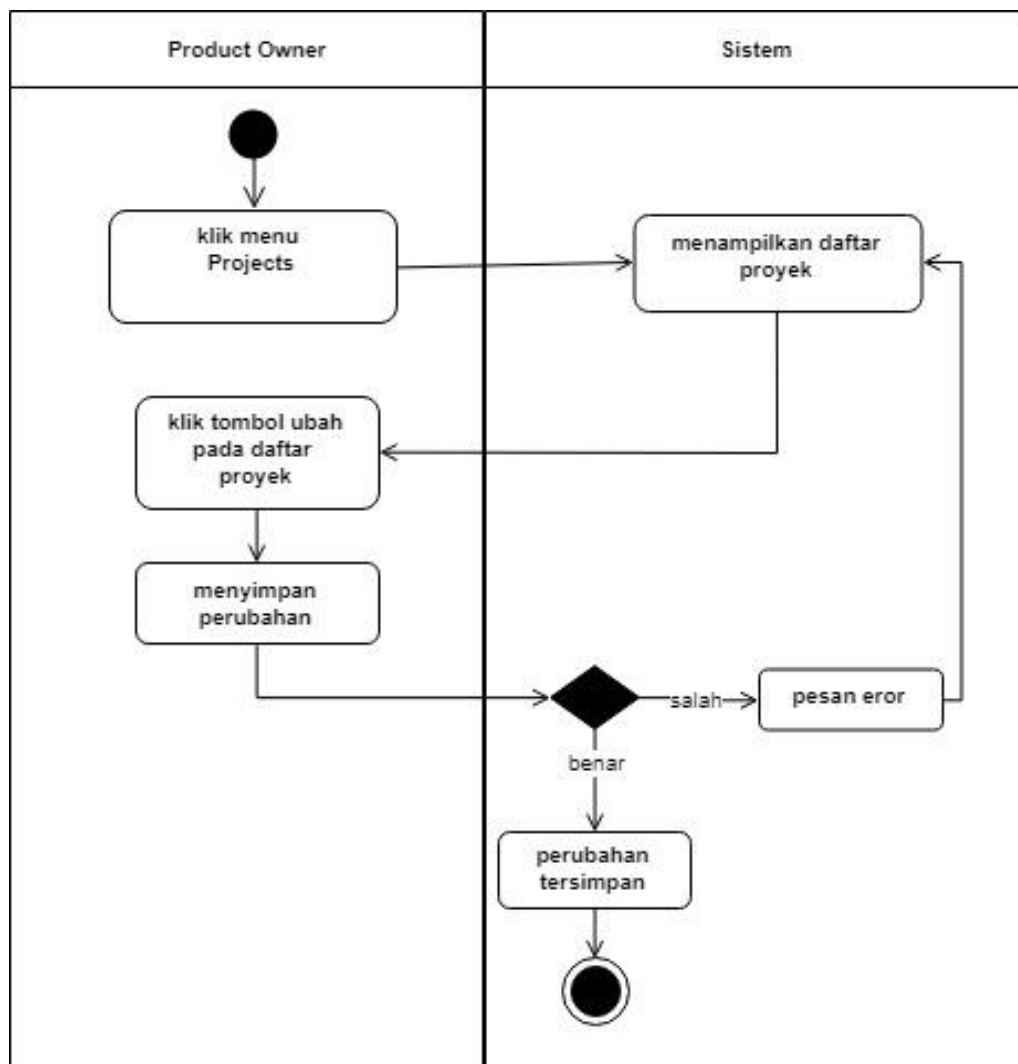 Product Owner
Sistem
klik menu
Projects
menampilkan daftar
proyek
klik tombol ubah
pada daftar
proyek
menyimpan
perubahan
salah
pesan eror
benar
perubahan
tersimpan